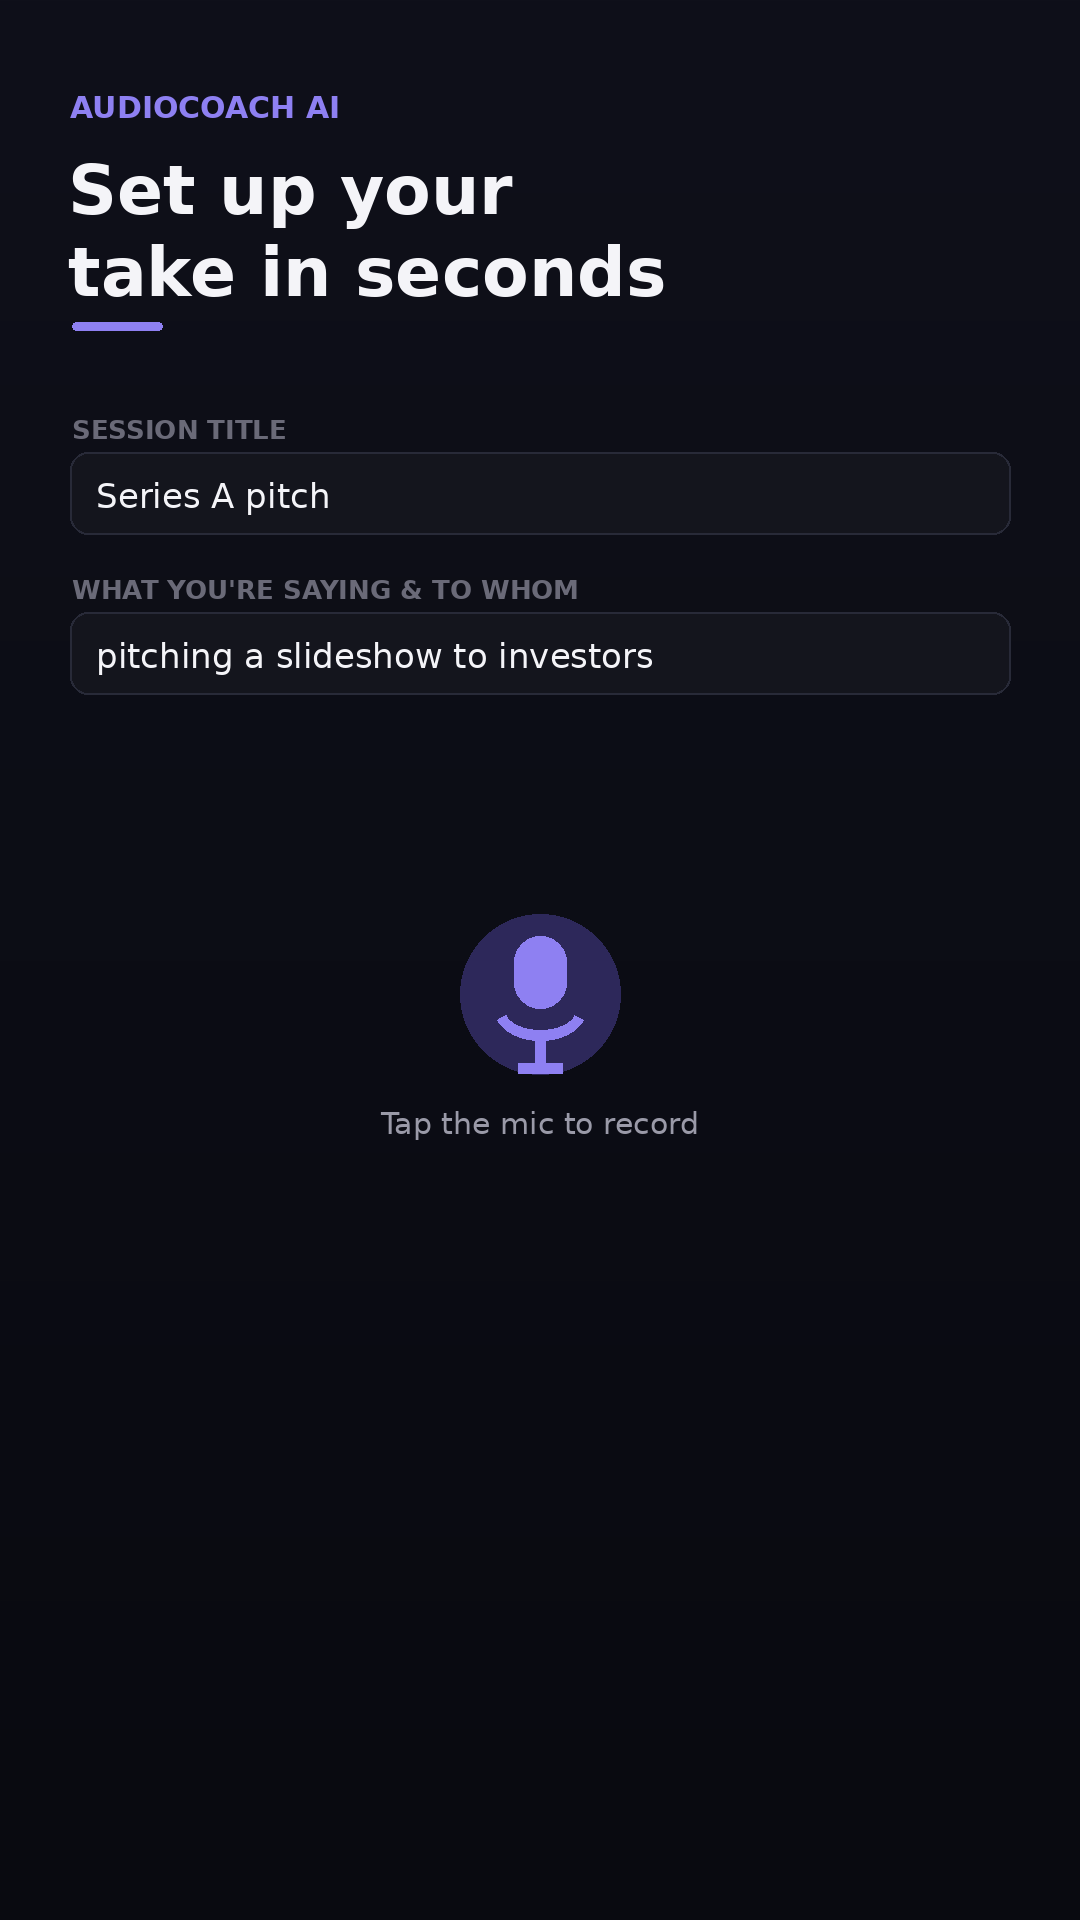 AUDIOCOACH AI
Set up your
take in seconds
SESSION TITLE
Series A pitch
WHAT YOU'RE SAYING & TO WHOM
pitching a slideshow to investors
Tap the mic to record